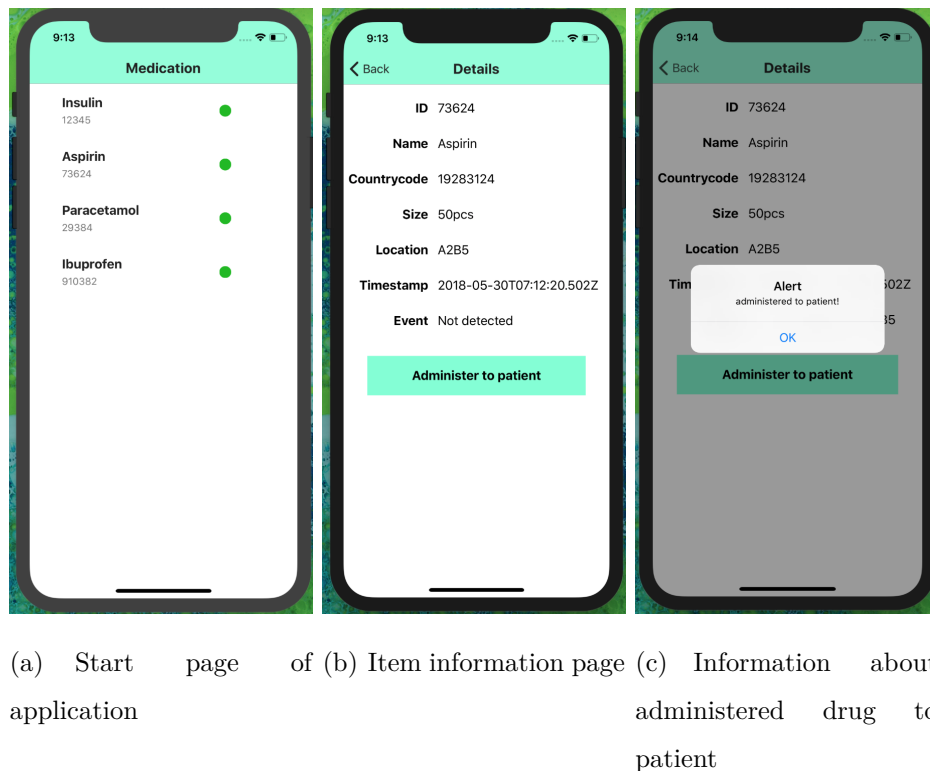 9:13
Medication
Insulin
12345
Aspirin
73624
Paracetamol
29384
Ibuprofen
910382
9:13
Back Details
ID 73624
Name Aspirin
Countrycode 19283124
Size 50pcs
Location A2B5
Timestamp 2018-05-30T07:12:20.502Z
Event Not detected
Administer to patient
9:14
Back Details
ID 73624
Name Aspirin
Countrycode 19283124
Size 50pcs
Location A2B5
Alert
administered to patient!
OK
Administer to patient
(a) Start page of
application
(b) Item information page
(c) Information about
administered drug to
patient